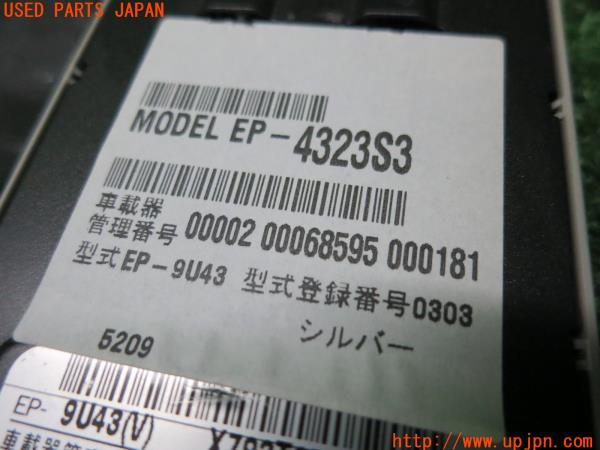 USED PARTS JAPAN
MODEL EP-4323S3
車載器
管理番号 00002 00068595 000181
型式 EP-9U43 型式登録番号0303
5209 シルバー
EP- 9U43(V)
http://www.upjpn.com